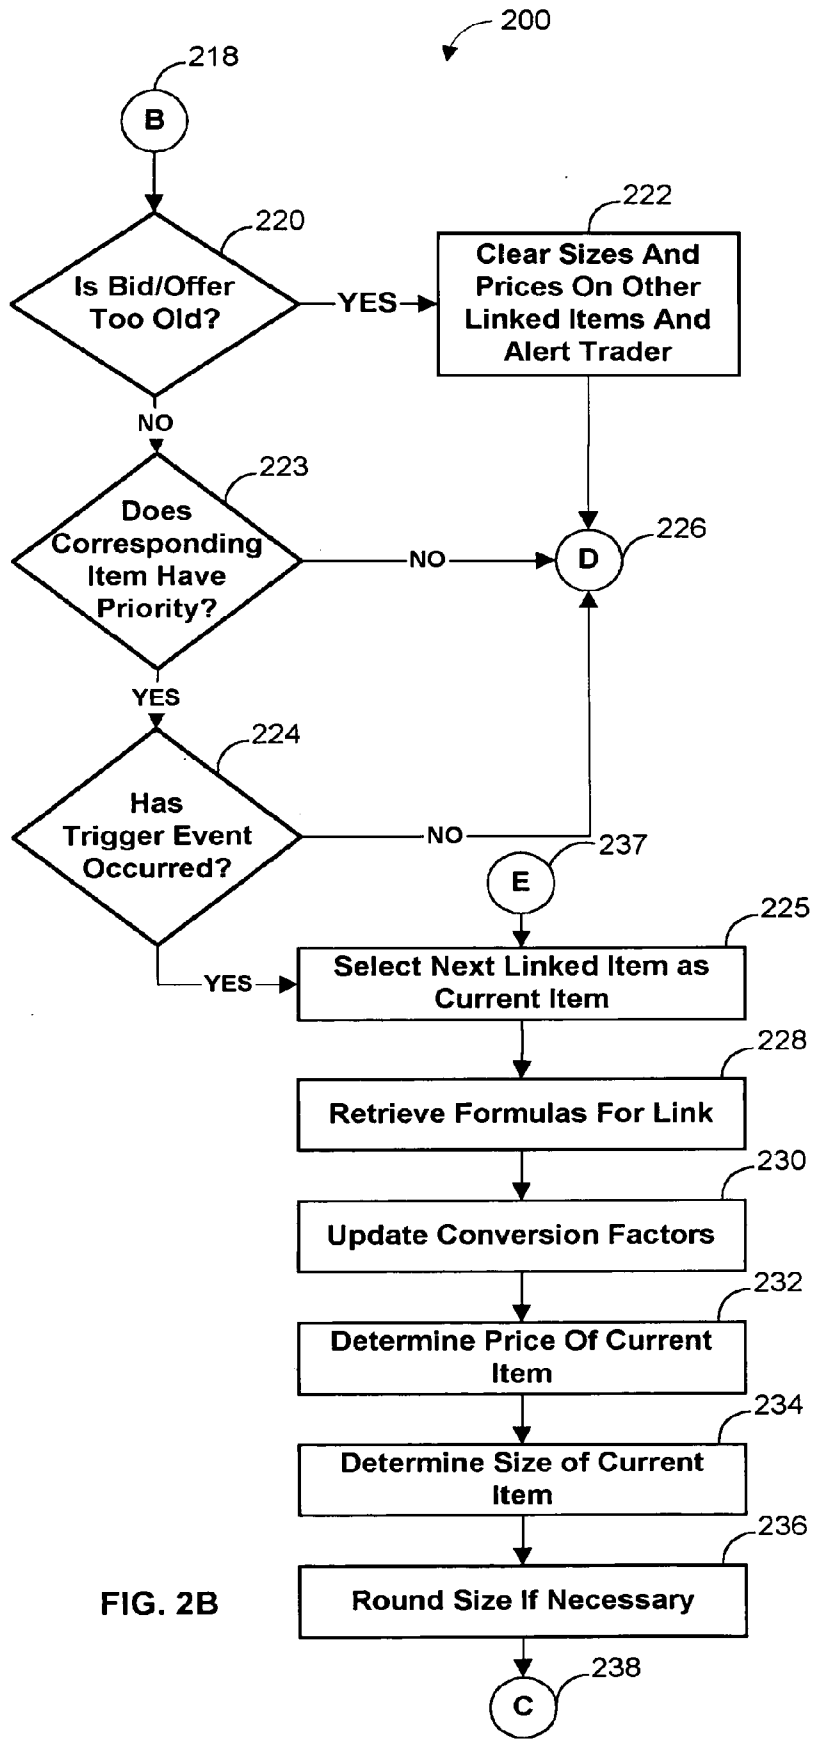 200
218
B
220
Is Bid/Offer
Too Old?
YES
222
Clear Sizes And
Prices On Other
Linked Items And
Alert Trader
NO
223
Does
Corresponding
Item Have
Priority?
NO
D
226
YES
224
Has
Trigger Event
Occurred?
NO
E
237
YES
225
Select Next Linked Item as
Current Item
228
Retrieve Formulas For Link
230
Update Conversion Factors
232
Determine Price Of Current
Item
234
Determine Size of Current
Item
236
Round Size If Necessary
FIG. 2B
C
238